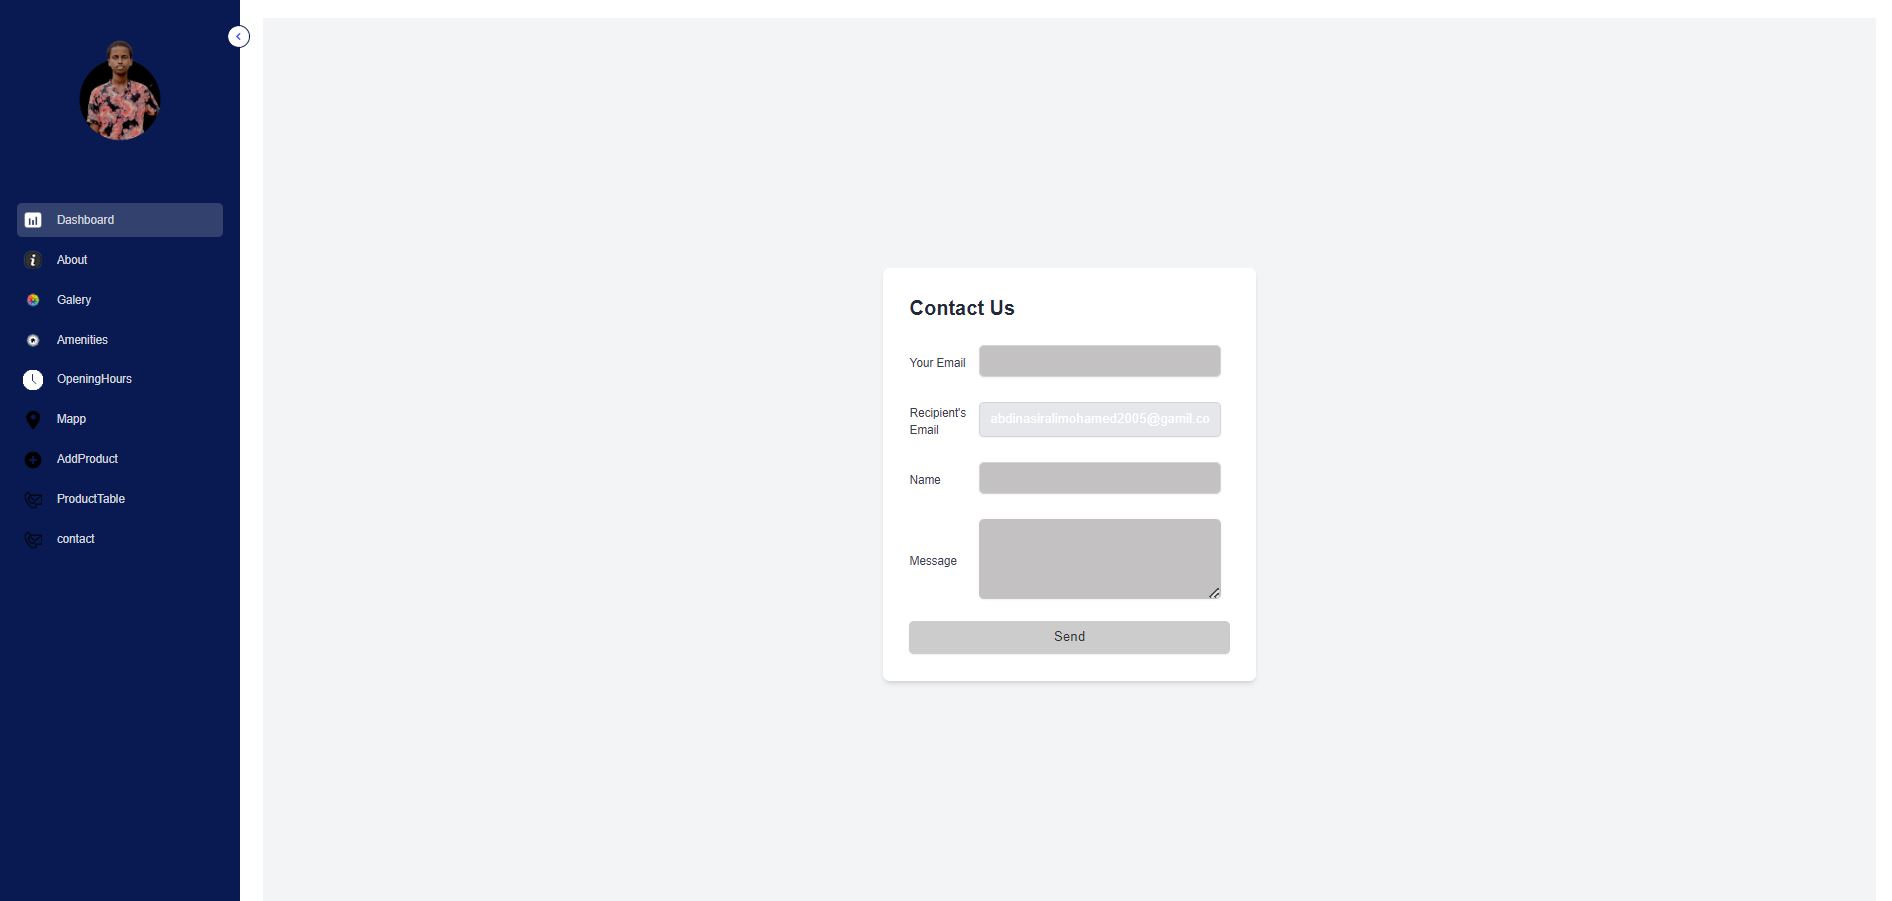 Dashboard
About
Galery
Amenities
OpeningHours
Mapp
AddProduct
ProductTable
contact
Contact Us
Your Email
Recipient's
Email
abdinasiralimohamed2005@gamil.co
Name
Message
Send